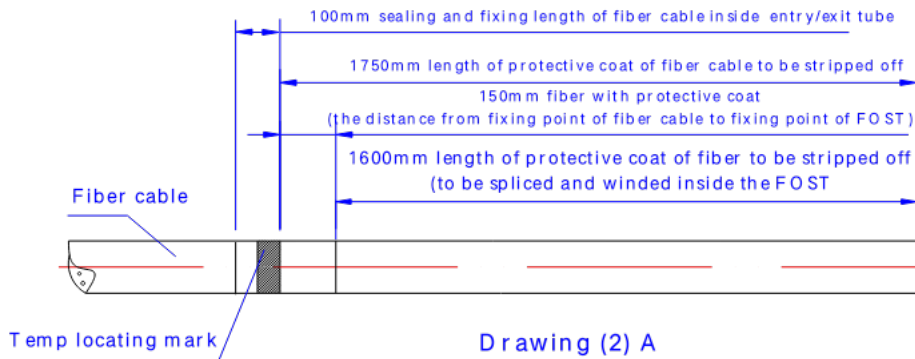 100mm sealing and fixing length of fiber cable inside entry/exit tube
1750mm length of protective coat of fiber cable to be stripped off
150mm fiber with protective coat
(the distance from fixing point of fiber cable to fixing point of FOST)
1600mm length of protective coat of fiber to be stripped off
(to be spliced and winded inside the FOST
Fiber cable
Temp locating mark
Drawing (2) A